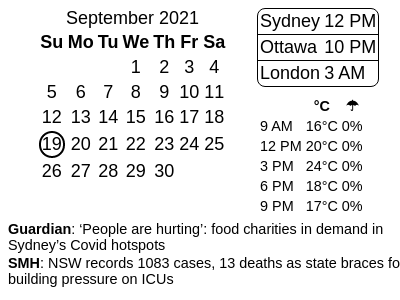 September 2021
Su Mo Tu We Th Fr Sa
1 2 3 4
5 6 7 8 9 10 11
12 13 14 15 16 17 18
19 20 21 22 23 24 25
26 27 28 29 30
Sydney 12 PM
Ottawa 10 PM
London 3 AM
°C ☂
9 AM 16°C 0%
12 PM 20°C 0%
3 PM 24°C 0%
6 PM 18°C 0%
9 PM 17°C 0%
Guardian: ‘People are hurting’: food charities in demand in
Sydney’s Covid hotspots
SMH: NSW records 1083 cases, 13 deaths as state braces fo
building pressure on ICUs